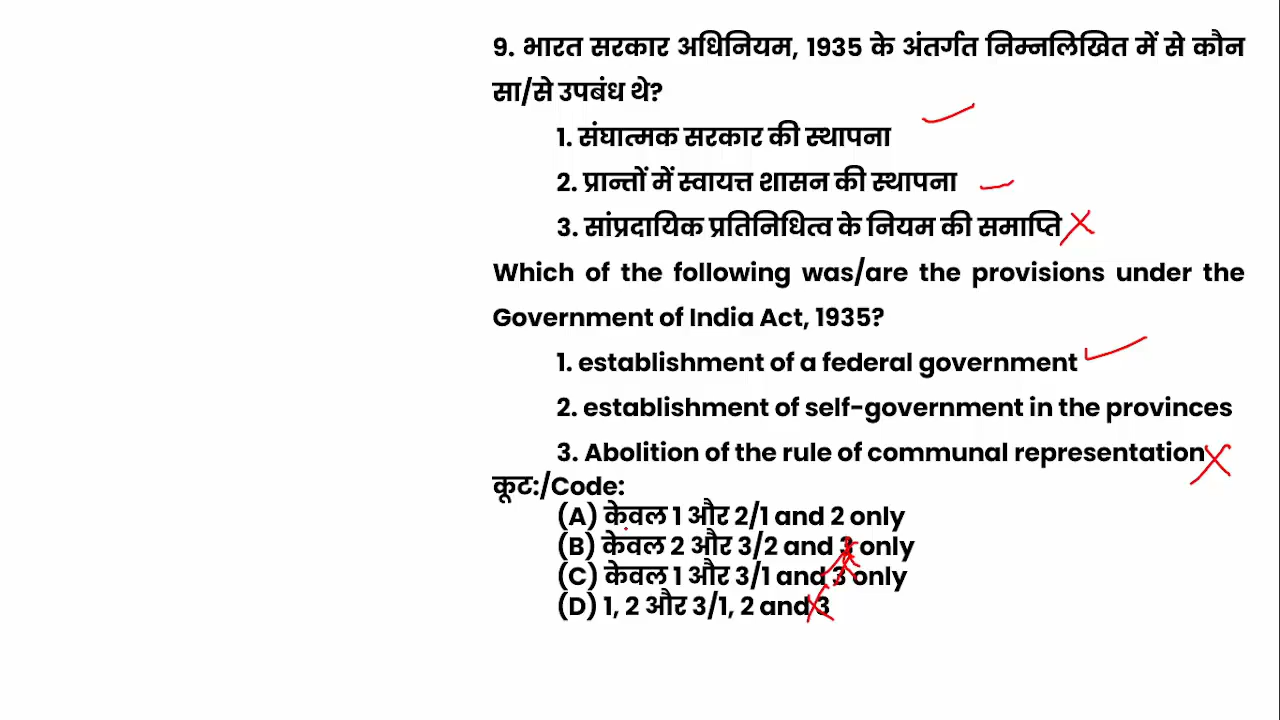 9. भारत सरकार अधिनियम, 1935 के अंतर्गत निम्नलिखित में से कौन
सा/से उपबंध थे?
1. संघात्मक सरकार की स्थापना
2. प्रान्तों में स्वायत्त शासन की स्थापना
3. सांप्रदायिक प्रतिनिधित्व के नियम की समाप्ति
Which of the following was/are the provisions under the
Government of India Act, 1935?
1. establishment of a federal government
2. establishment of self-government in the provinces
3. Abolition of the rule of communal representation
कूट:/Code:
(A) केवल 1 और 2/1 and 2 only
(B) केवल 2 और 3/2 and 3 only
(C) केवल 1 और 3/1 and 3 only
(D) 1, 2 और 3/1, 2 and 3